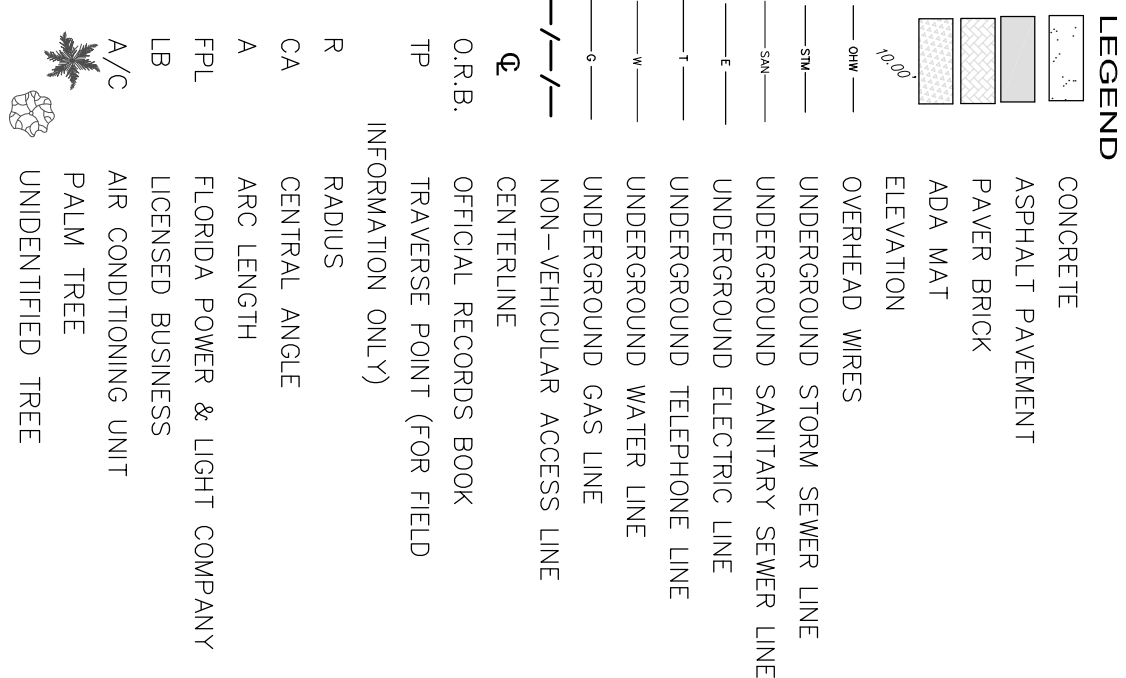 LEGEND
CONCRETE
ASPHALT PAVEMENT
PAVER BRICK
ADA MAT
10.00' ELEVATION
OHW OVERHEAD WIRES
STM UNDERGROUND STORM SEWER LINE
SAN UNDERGROUND SANITARY SEWER LINE
E UNDERGROUND ELECTRIC LINE
T UNDERGROUND TELEPHONE LINE
W UNDERGROUND WATER LINE
G UNDERGROUND GAS LINE
NON-VEHICULAR ACCESS LINE
℄ CENTERLINE
O.R.B. OFFICIAL RECORDS BOOK
TP TRAVERSE POINT (FOR FIELD
INFORMATION ONLY)
R RADIUS
CA CENTRAL ANGLE
A ARC LENGTH
FPL FLORIDA POWER & LIGHT COMPANY
LB LICENSED BUSINESS
A/C AIR CONDITIONING UNIT
PALM TREE
UNIDENTIFIED TREE